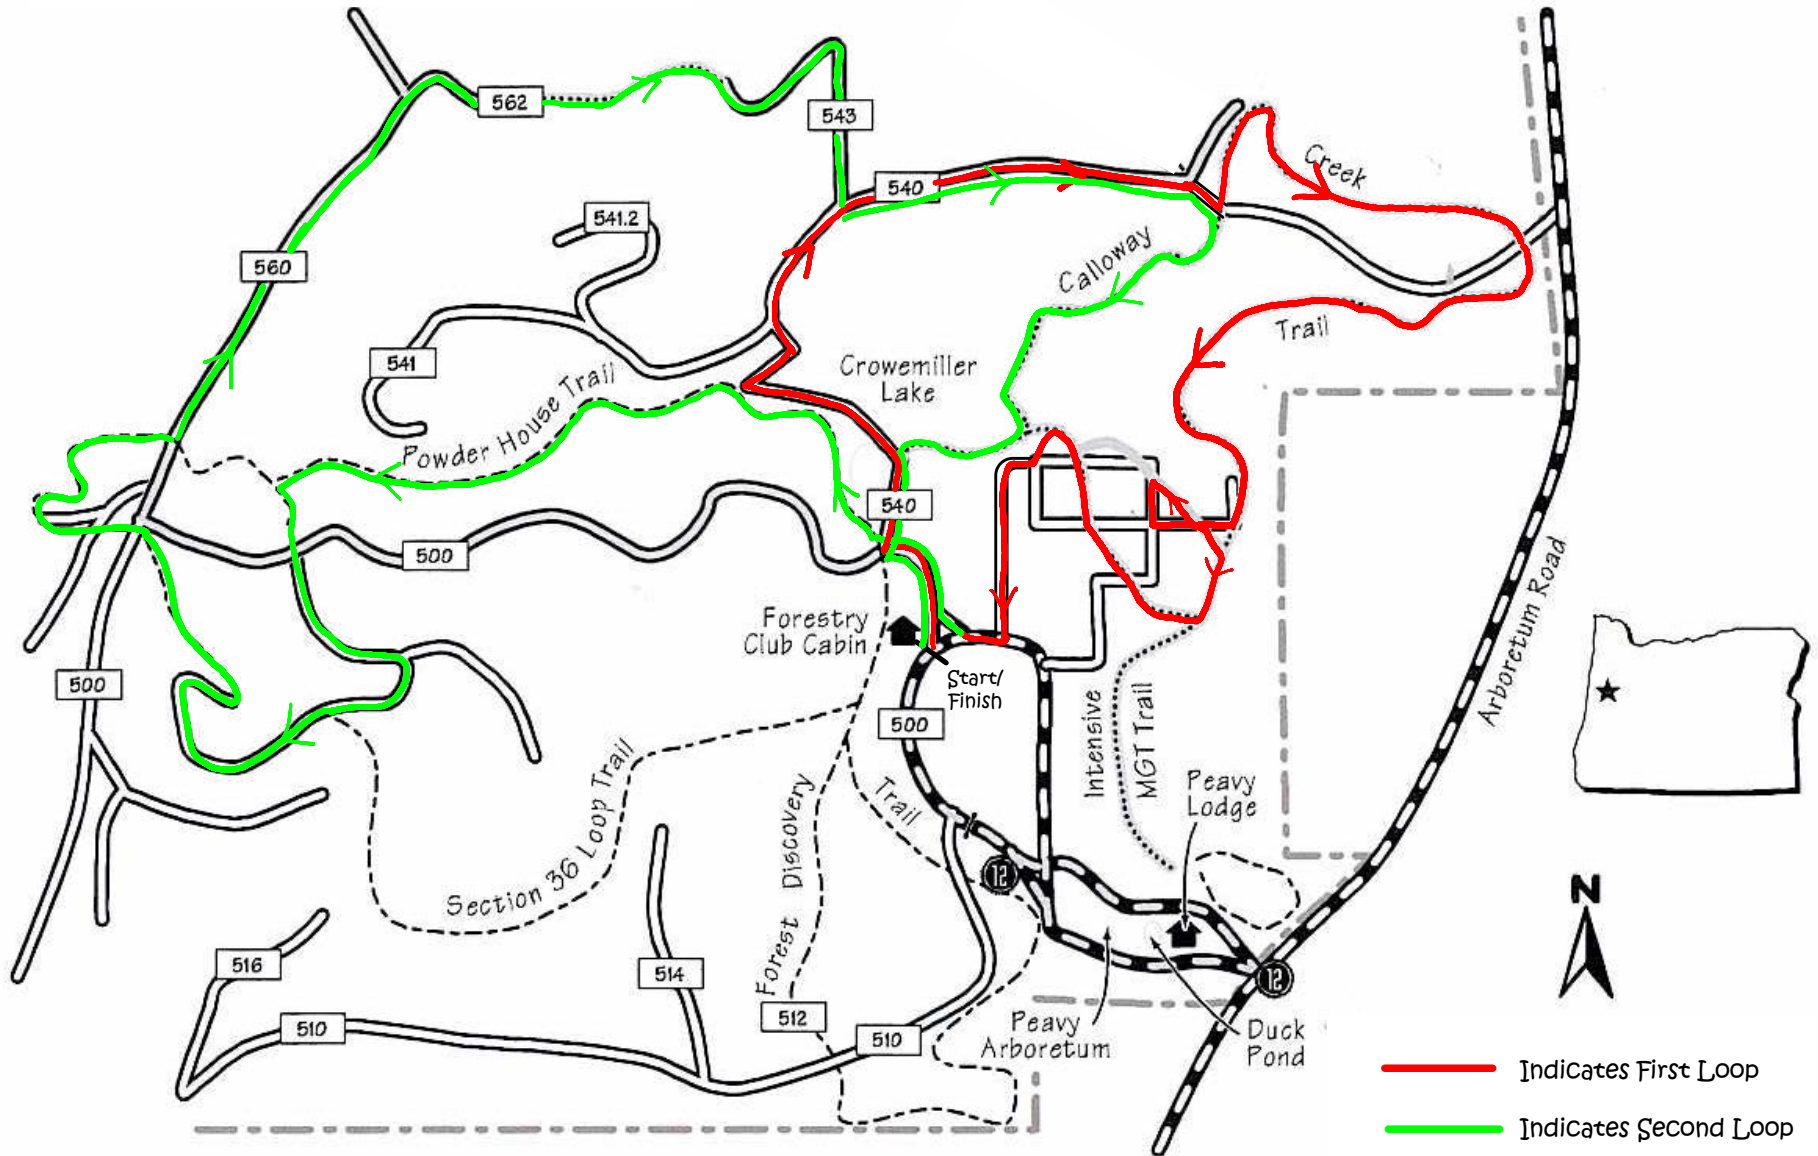 562
543
540
Creek
541.2
560
Calloway
541
Trail
Crowemiller
Lake
Powder House Trail
540
500
Forestry
Club Cabin
Start/
Finish
500
500
Intensive
MGT Trail
Arboretum Road
Peavy
Lodge
Trail
Section 36 Loop Trail
Forest Discovery
12
N
516
514
512
510
510
12
Peavy
Arboretum
Duck
Pond
Indicates First Loop
Indicates Second Loop